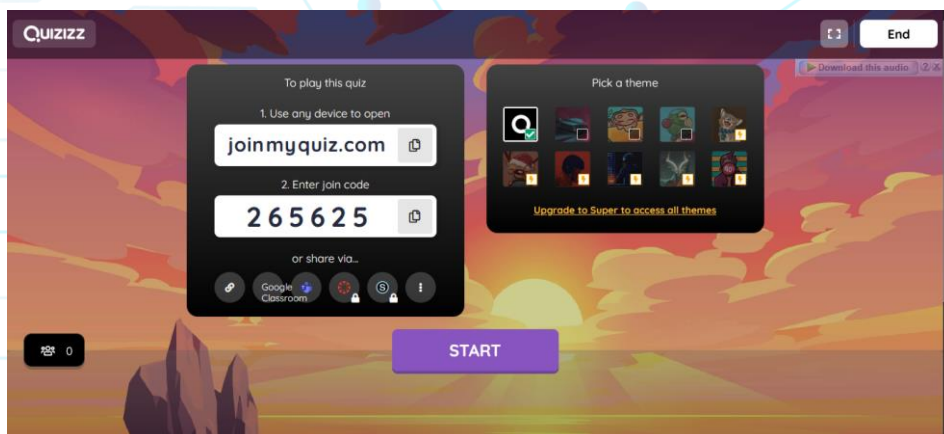 QUIZIZZ
End
Download this audio ? X
To play this quiz
1. Use any device to open
joinmyquiz.com
2. Enter join code
265625
or share via...
Google
Classroom
S
Pick a theme
Q
Upgrade to Super to access all themes
0
START